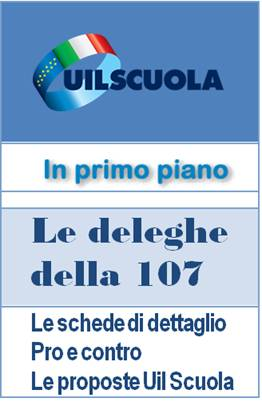 UILSCUOLA
In primo piano
Le deleghe
della 107
Le schede di dettaglio
Pro e contro
Le proposte Uil Scuola